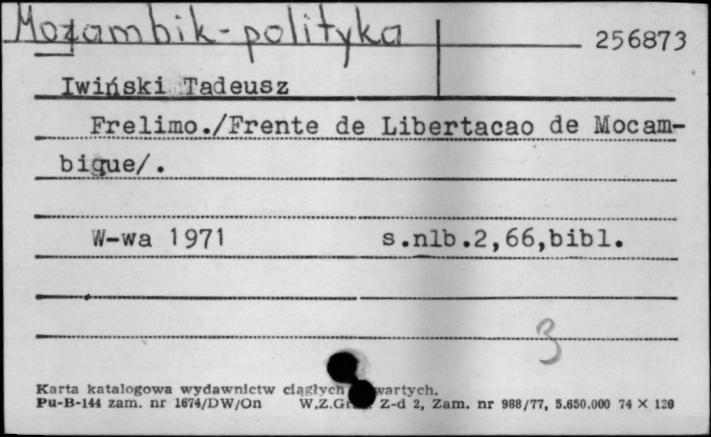 Mozambik-polityka
256873
Iwiński Tadeusz
Frelimo./Frente de Libertacao de Mocam-
bique/.
W-wa 1971 s.nlb.2,66,bibl.
3
Karta katalogowa wydawnictw ciągłych
Pu-B-144 zam. nr 1674/DW/On W.Z.Gr Z-d 2, Zam. nr 988/77, 5.650.000 74 X 120